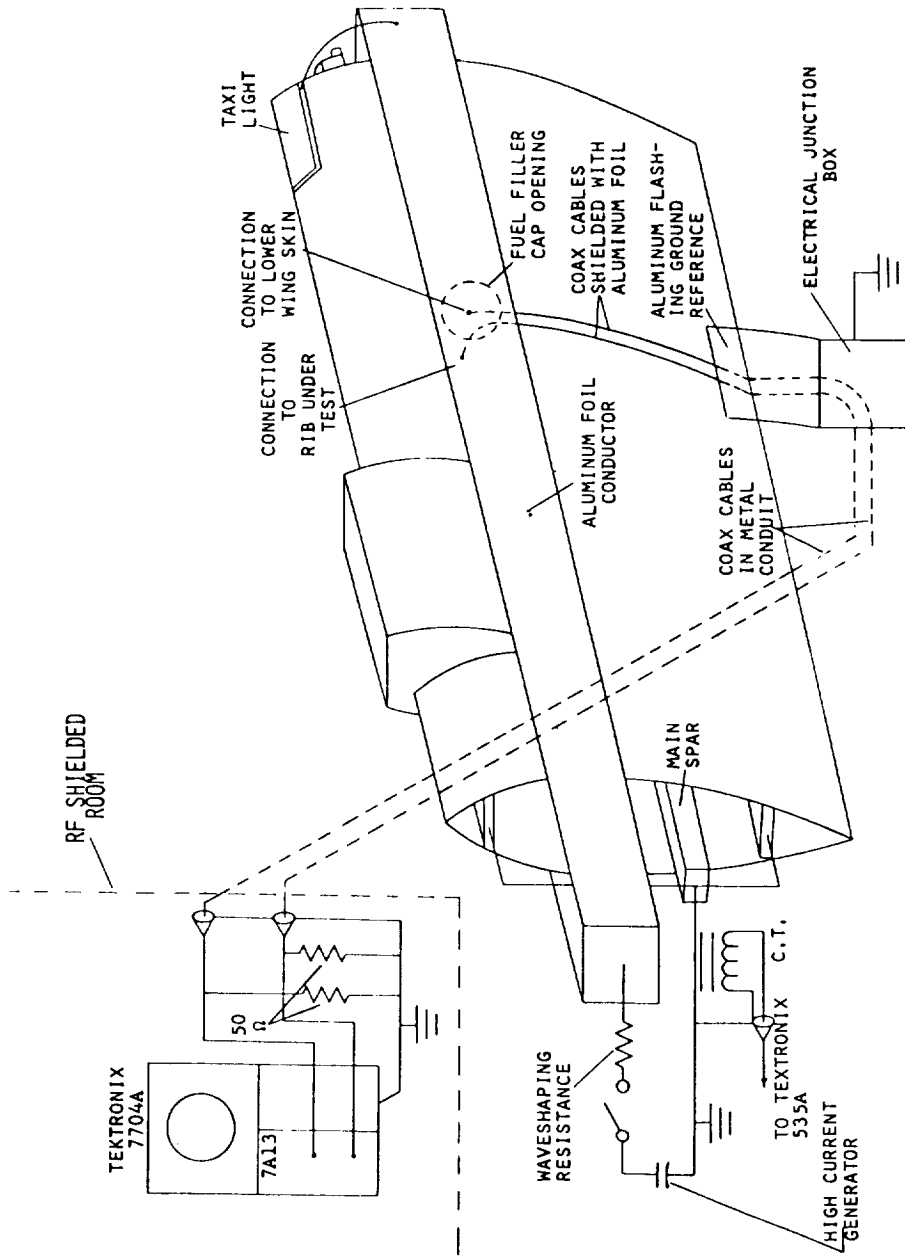 RF SHIELDED
ROOM
TEKTRONIX
7704A
7A13
50
Ω
TAXI
LIGHT
CONNECTION
TO LOWER
WING SKIN
CONNECTION
TO
RIB UNDER
TEST
FUEL FILLER
CAP OPENING
COAX CABLES
SHIELDED WITH
ALUMINUM FOIL
ALUMINUM FLASH-
ING GROUND
REFERENCE
ELECTRICAL JUNCTION
BOX
ALUMINUM FOIL
CONDUCTOR
COAX CABLES
IN METAL
CONDUIT
MAIN
SPAR
WAVESHAPING
RESISTANCE
C.T.
TO TEXTRONIX
535A
HIGH CURRENT
GENERATOR